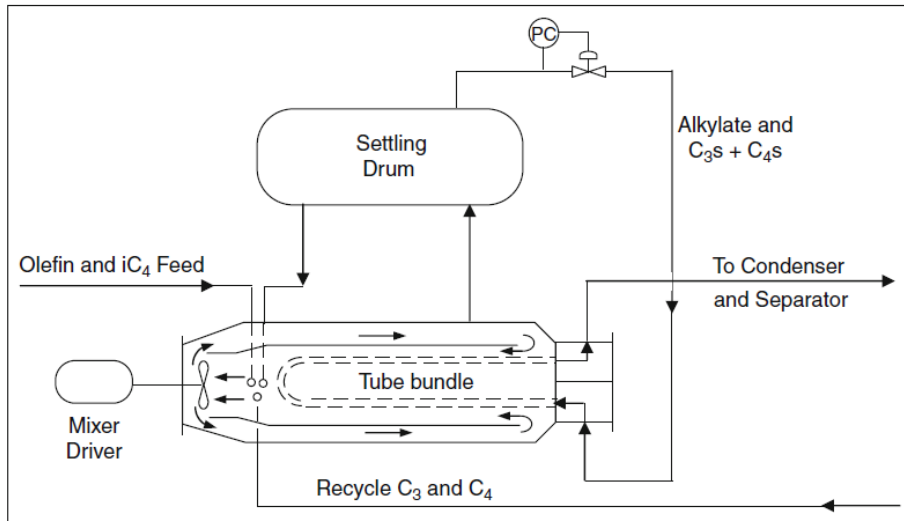 PC
Settling
Drum
Alkylate and
C₃s + C₄s
Olefin and iC₄ Feed
To Condenser
and Separator
Tube bundle
Mixer
Driver
Recycle C₃ and C₄